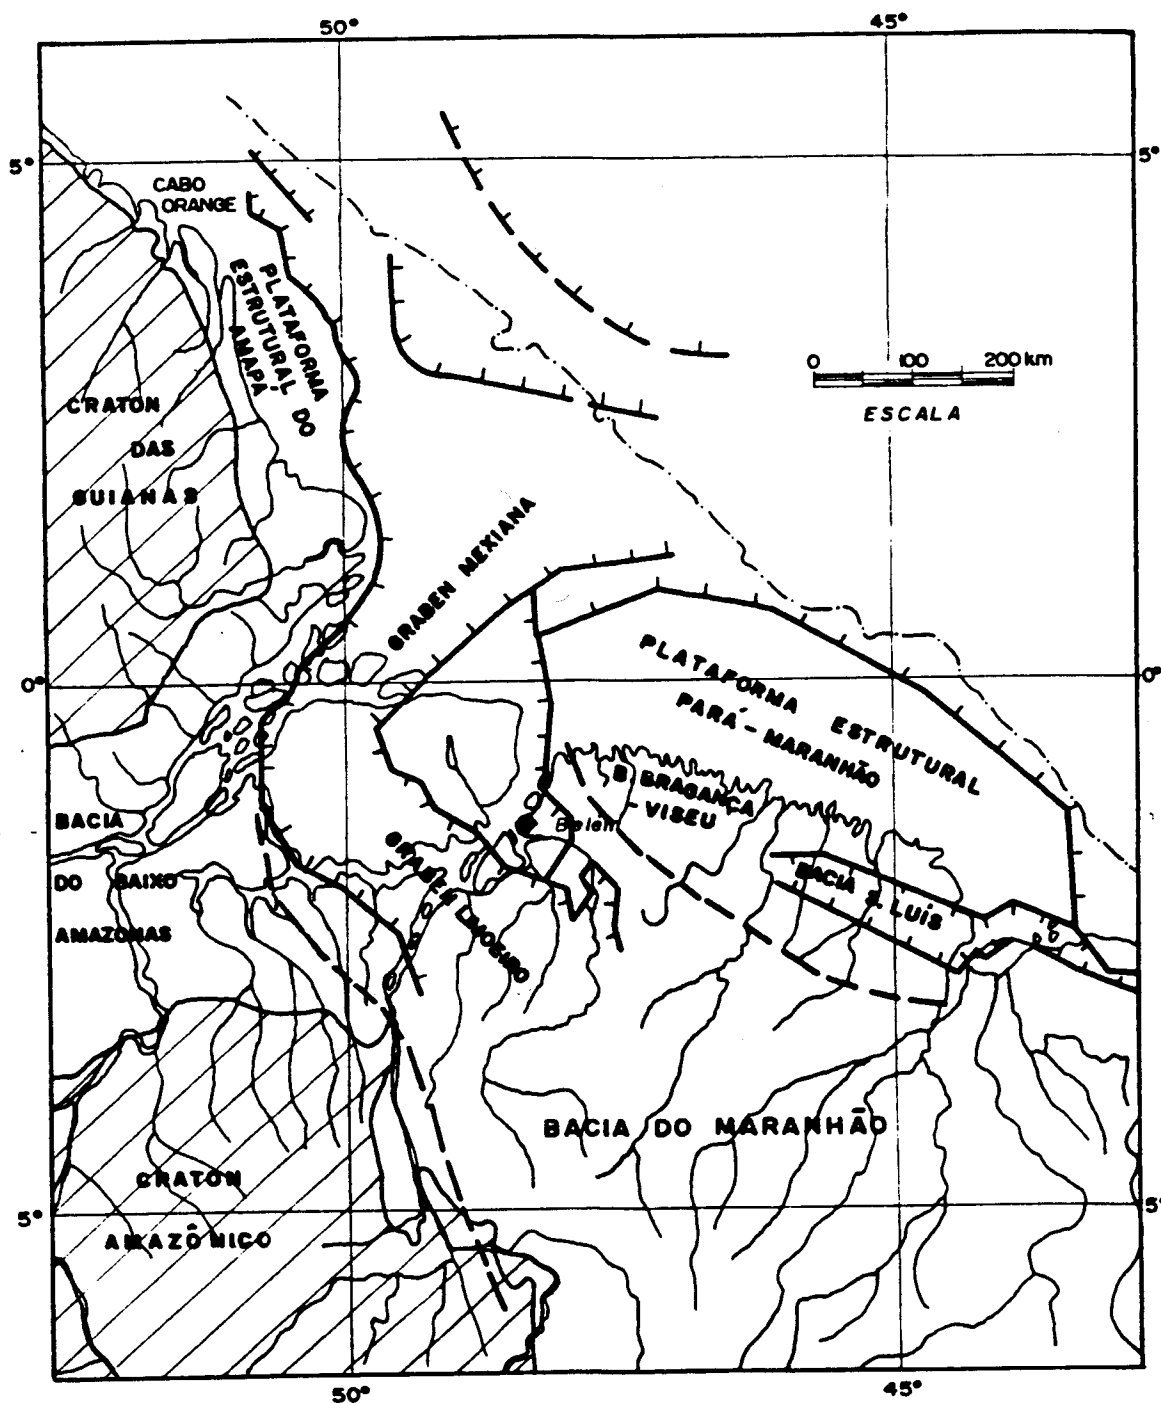 50°
45°
5°
5°
CABO
ORANGE
PLATAFORMA
ESTRUTURAL DO
AMAPÁ
0 100 200 km
ESCALA
CRATON
DAS
GUIANAS
GRABEN MEXIANA
0°
0°
PLATAFORMA ESTRUTURAL
PARÁ - MARANHÃO
B. BRAGANÇA
- VISEU
Belém
BACIA
DO BAIXO
AMAZONAS
GRABEN LIMOEIRO
BACIA S. LUÍS
BACIA DO MARANHÃO
CRATON
AMAZÔNICO
5°
5°
50°
45°